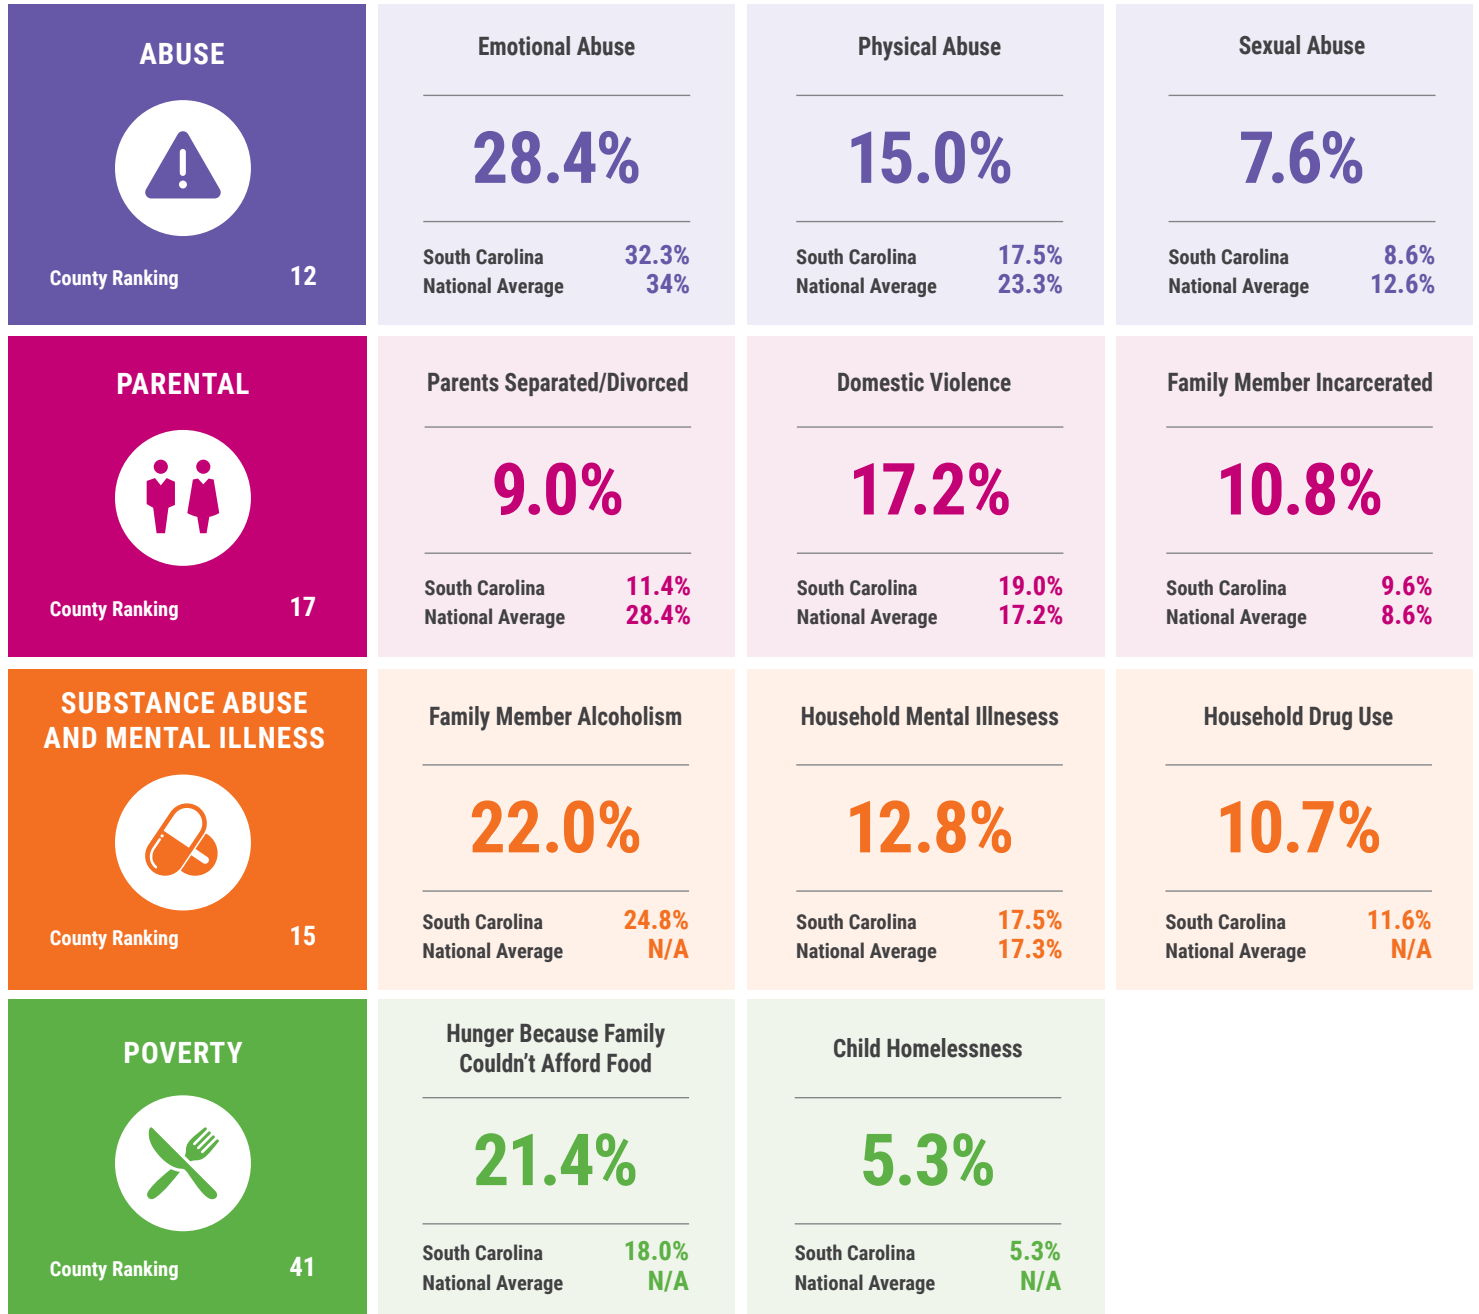 ABUSE
County Ranking 12
Emotional Abuse
28.4%
South Carolina 32.3%
National Average 34%
Physical Abuse
15.0%
South Carolina 17.5%
National Average 23.3%
Sexual Abuse
7.6%
South Carolina 8.6%
National Average 12.6%
PARENTAL
County Ranking 17
Parents Separated/Divorced
9.0%
South Carolina 11.4%
National Average 28.4%
Domestic Violence
17.2%
South Carolina 19.0%
National Average 17.2%
Family Member Incarcerated
10.8%
South Carolina 9.6%
National Average 8.6%
SUBSTANCE ABUSE
AND MENTAL ILLNESS
County Ranking 15
Family Member Alcoholism
22.0%
South Carolina 24.8%
National Average N/A
Household Mental Illnesess
12.8%
South Carolina 17.5%
National Average 17.3%
Household Drug Use
10.7%
South Carolina 11.6%
National Average N/A
POVERTY
County Ranking 41
Hunger Because Family
Couldn’t Afford Food
21.4%
South Carolina 18.0%
National Average N/A
Child Homelessness
5.3%
South Carolina 5.3%
National Average N/A